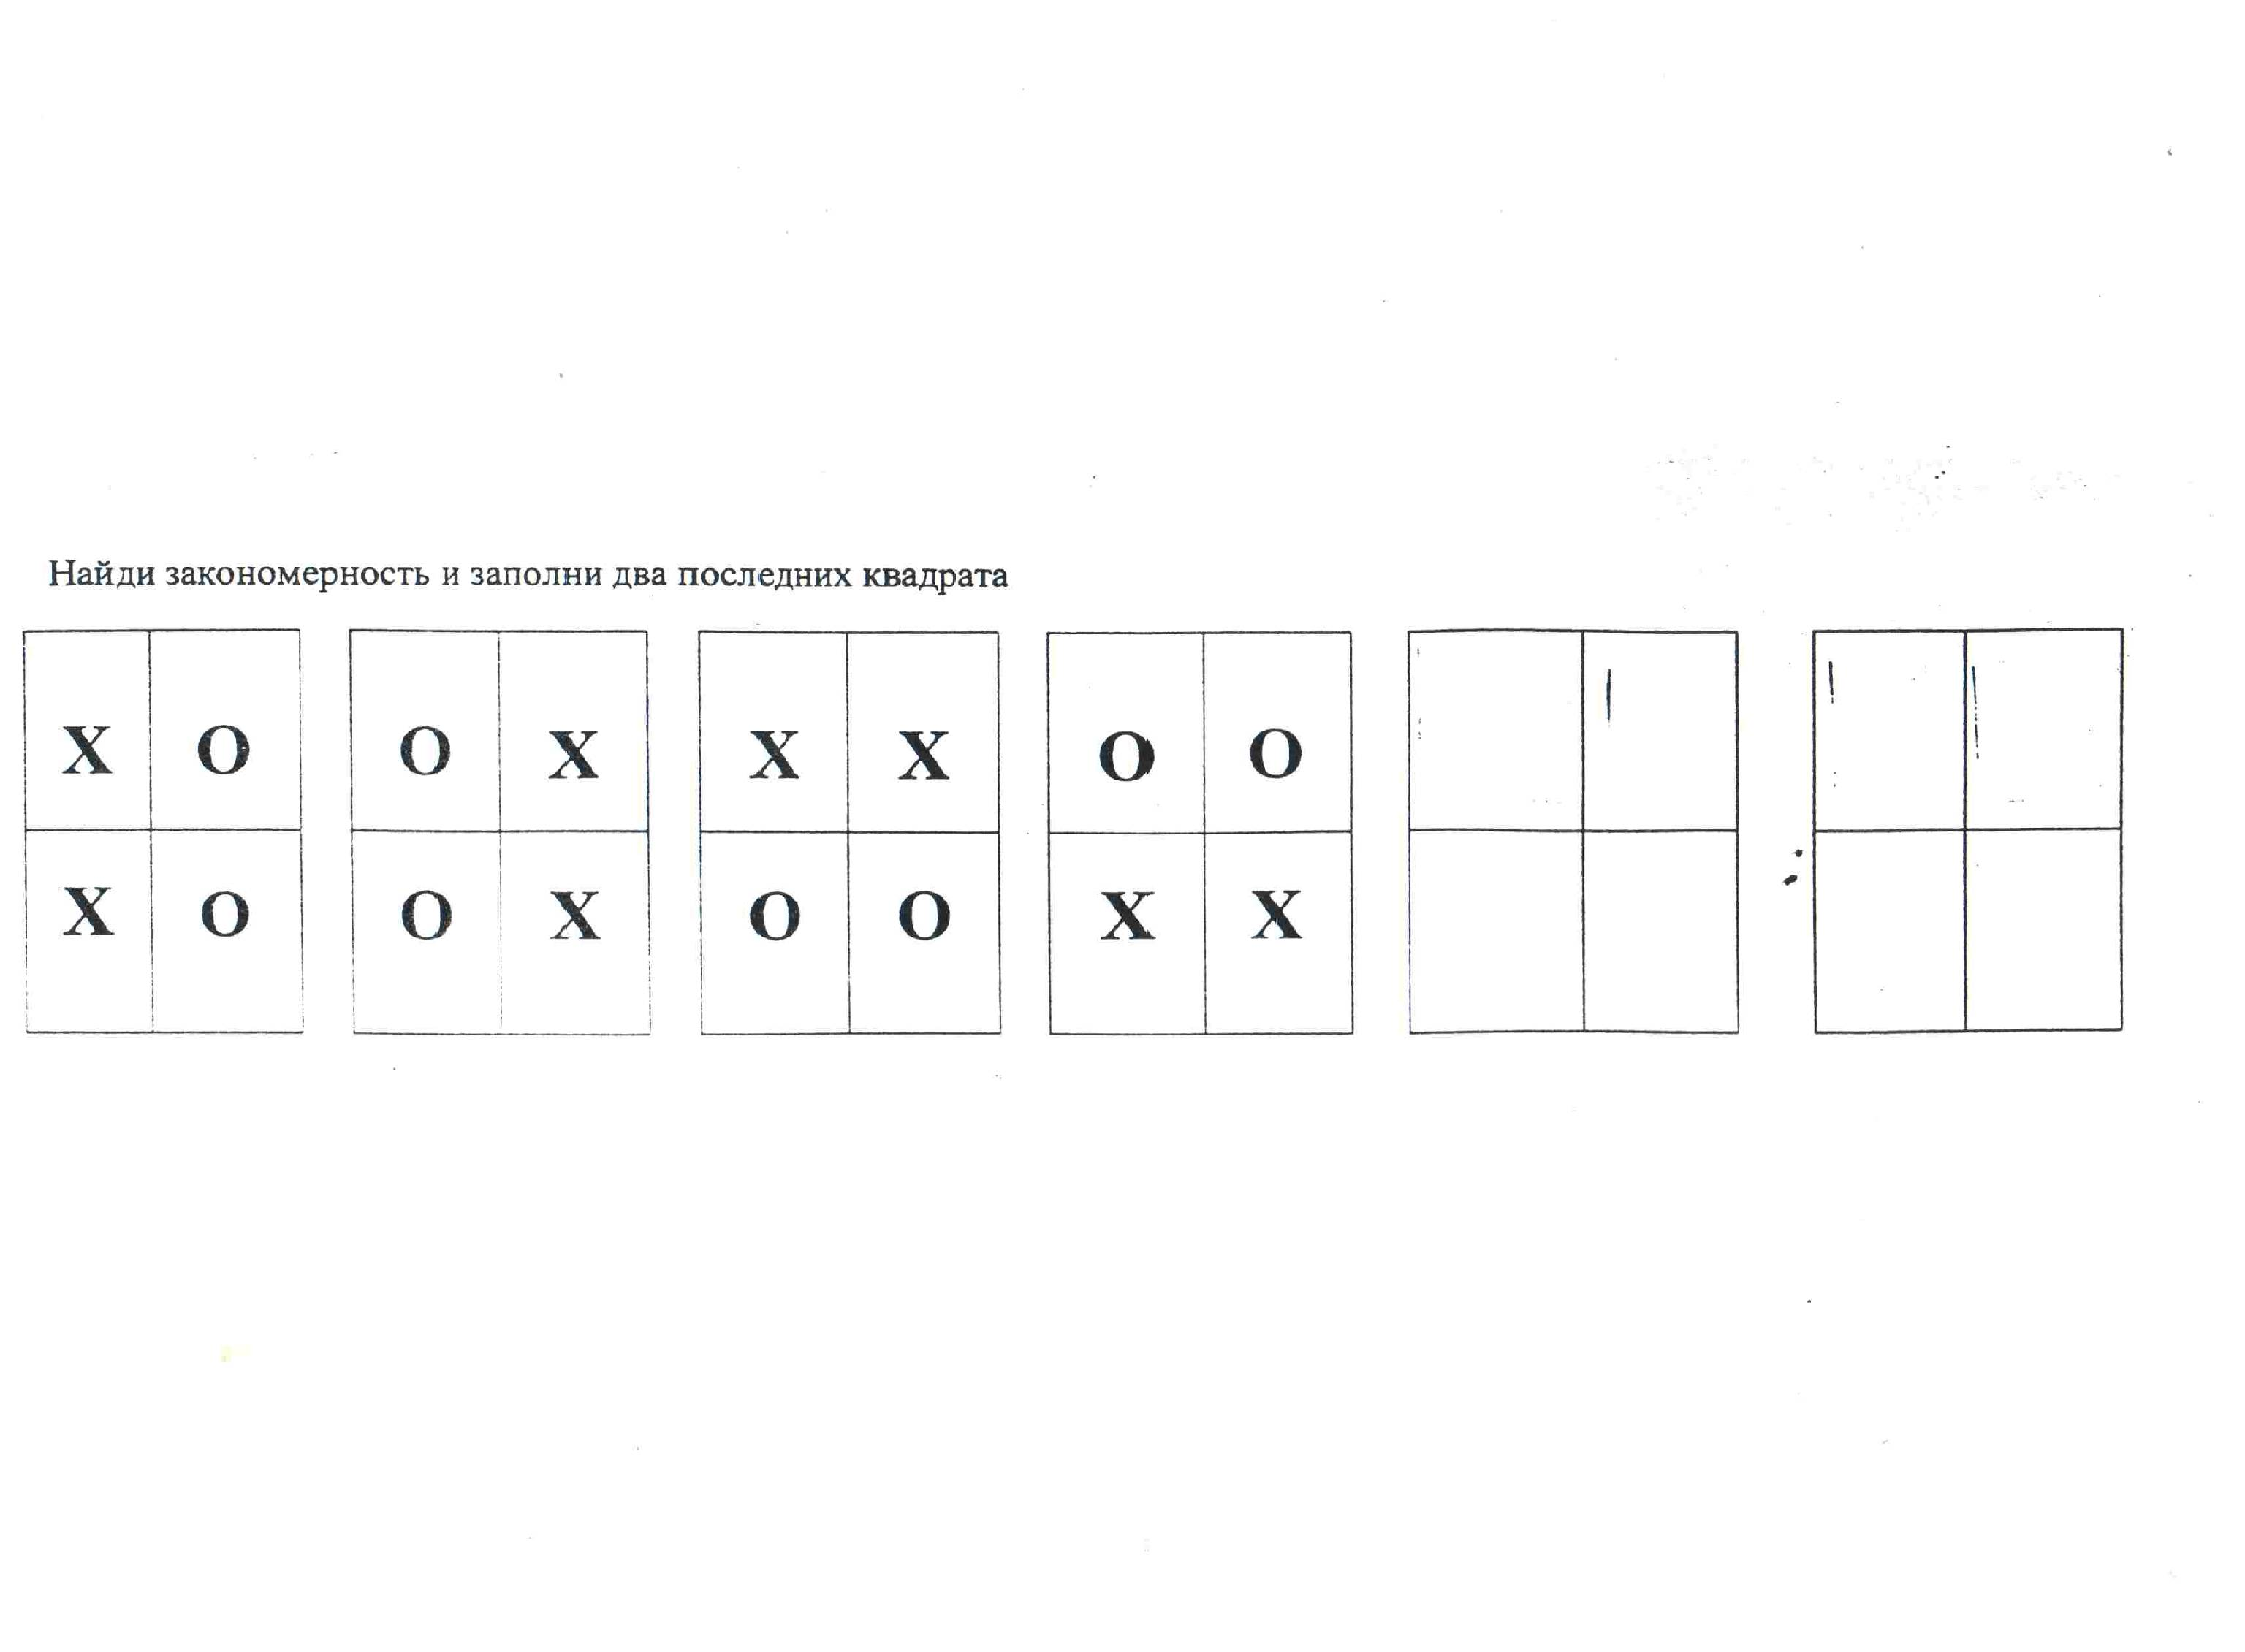 Найди закономерность и заполни два последних квадрата
Х О О Х Х Х О О
Х О О Х О О Х Х